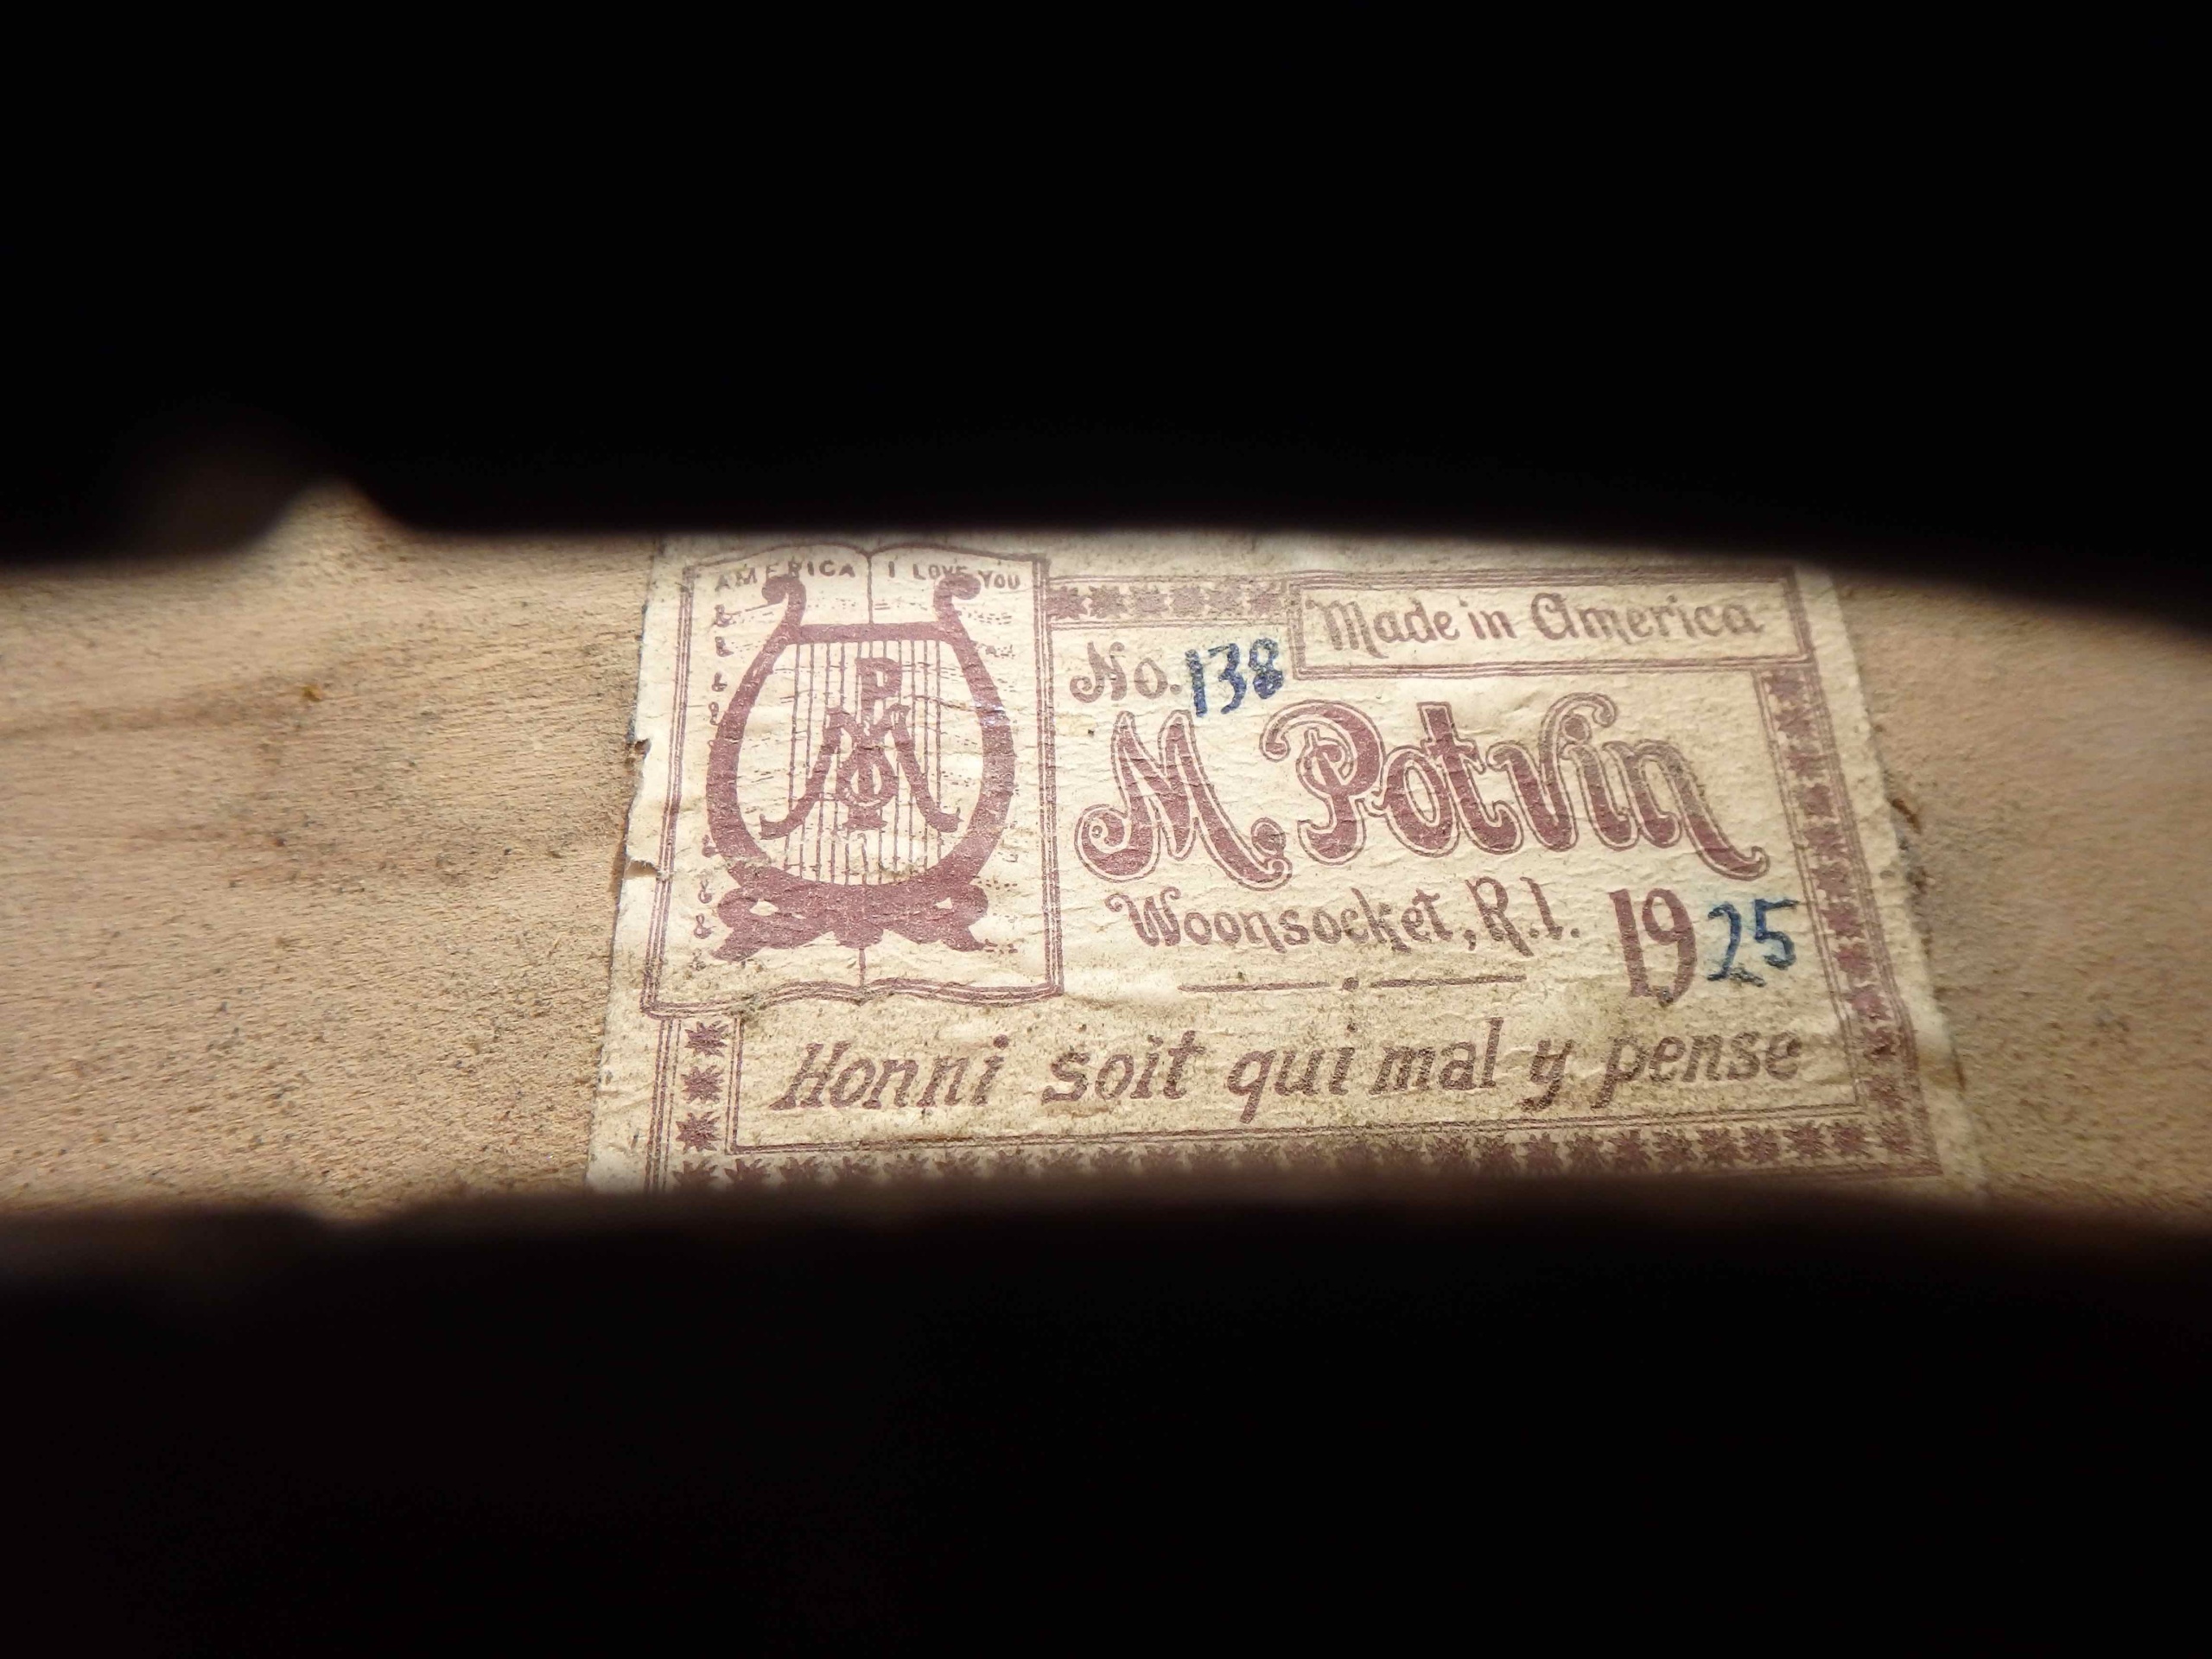 AMERICA I LOVE YOU
Made in America
No. 138
M. Potvin
Woonsocket, R.I. 1925
Honni soit qui mal y pense